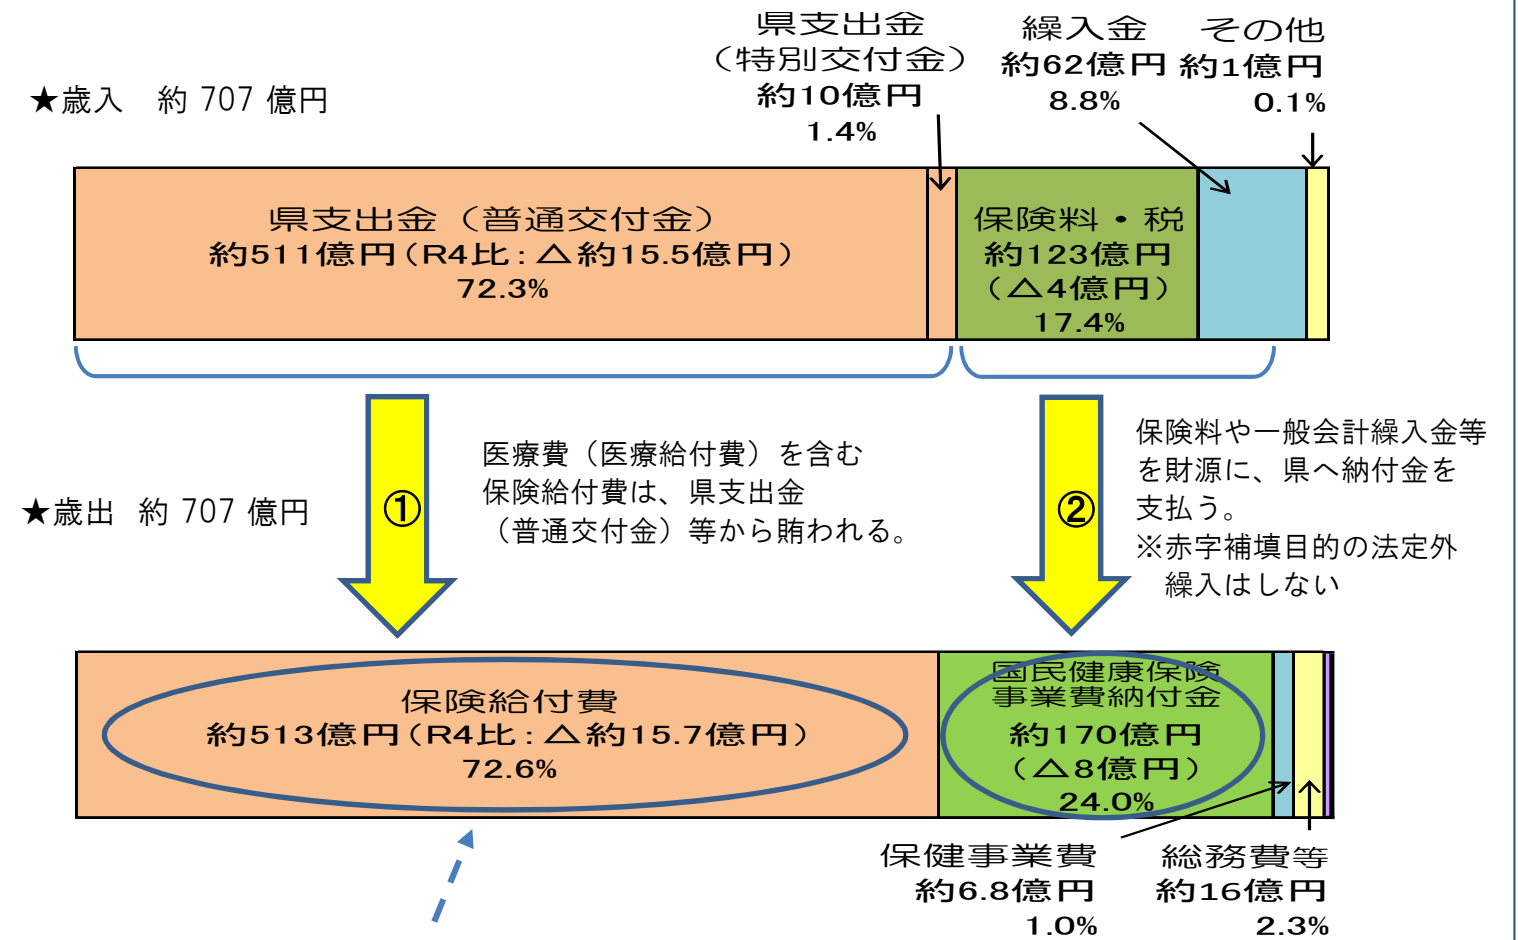 県支出金
（特別交付金）
約10億円
1.4%
繰入金
約62億円
8.8%
その他
約1億円
0.1%
★歳入　約 707 億円
県支出金（普通交付金）
約511億円（R4比：△約15.5億円）
72.3%
保険料・税
約123億円
（△4億円）
17.4%
①
医療費（医療給付費）を含む
保険給付費は、県支出金
（普通交付金）等から賄われる。
②
保険料や一般会計繰入金等
を財源に、県へ納付金を
支払う。
※赤字補填目的の法定外
繰入はしない
★歳出　約 707 億円
保険給付費
約513億円（R4比：△約15.7億円）
72.6%
国民健康保険
事業費納付金
約170億円
（△8億円）
24.0%
保健事業費
約6.8億円
1.0%
総務費等
約16億円
2.3%